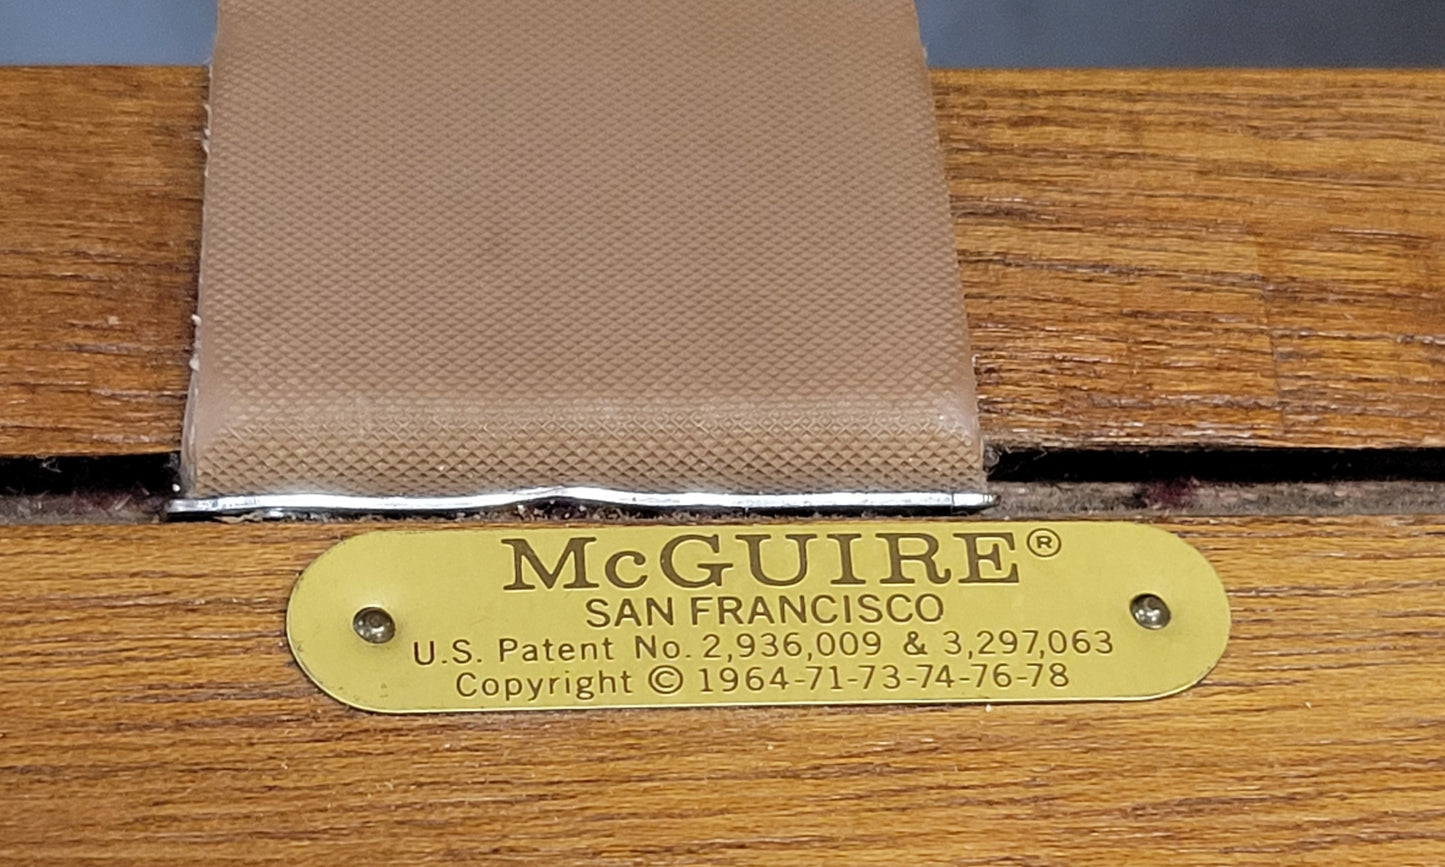 McGUIRE®
SAN FRANCISCO
U.S. Patent No. 2,936,009 & 3,297,063
Copyright © 1964-71-73-74-76-78